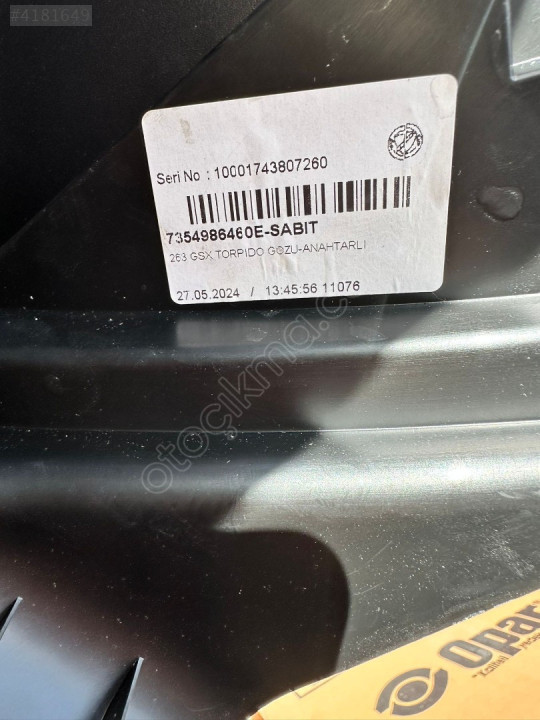 #4181649
Seri No : 10001743807260
7354986460E-SABIT
263 GSX TORPIDO GOZU-ANAHTARLI
27.05.2024 / 13:45:56 11076
otoçıkma.c
Opar